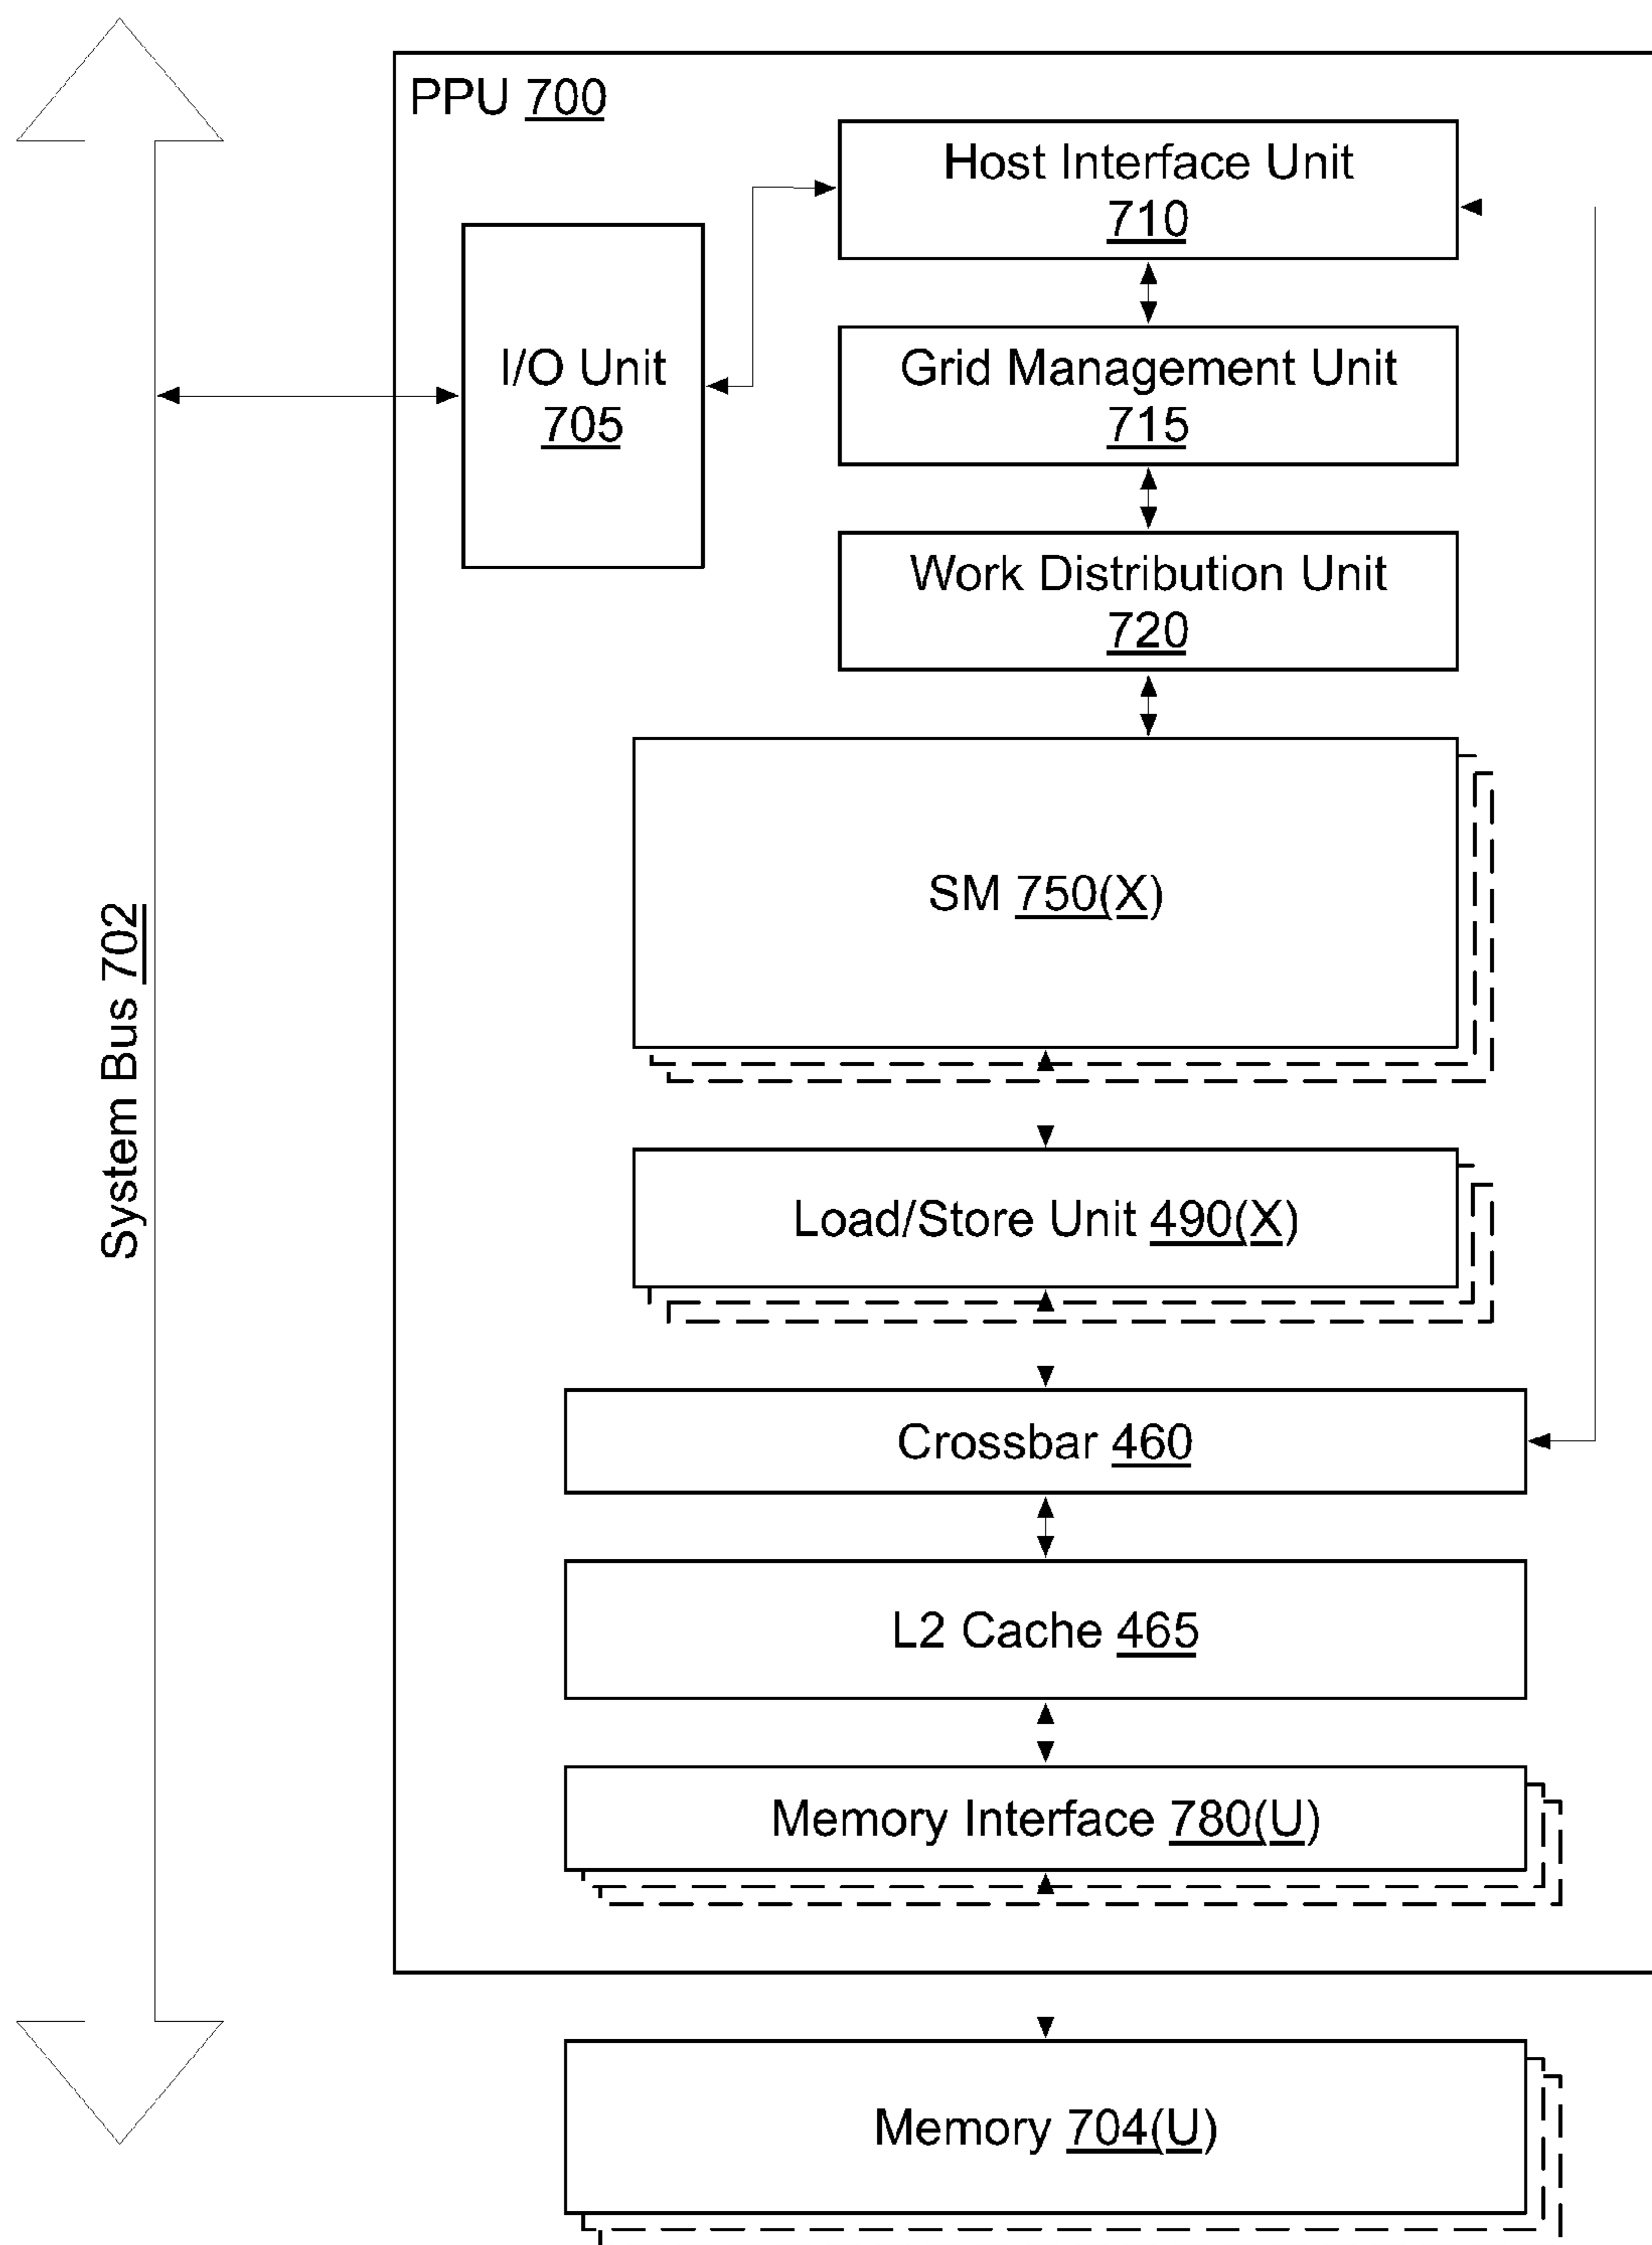 PPU 700
Host Interface Unit
710
I/O Unit
705
Grid Management Unit
715
Work Distribution Unit
720
SM 750(X)
System Bus 702
Load/Store Unit 490(X)
Crossbar 460
L2 Cache 465
Memory Interface 780(U)
Memory 704(U)